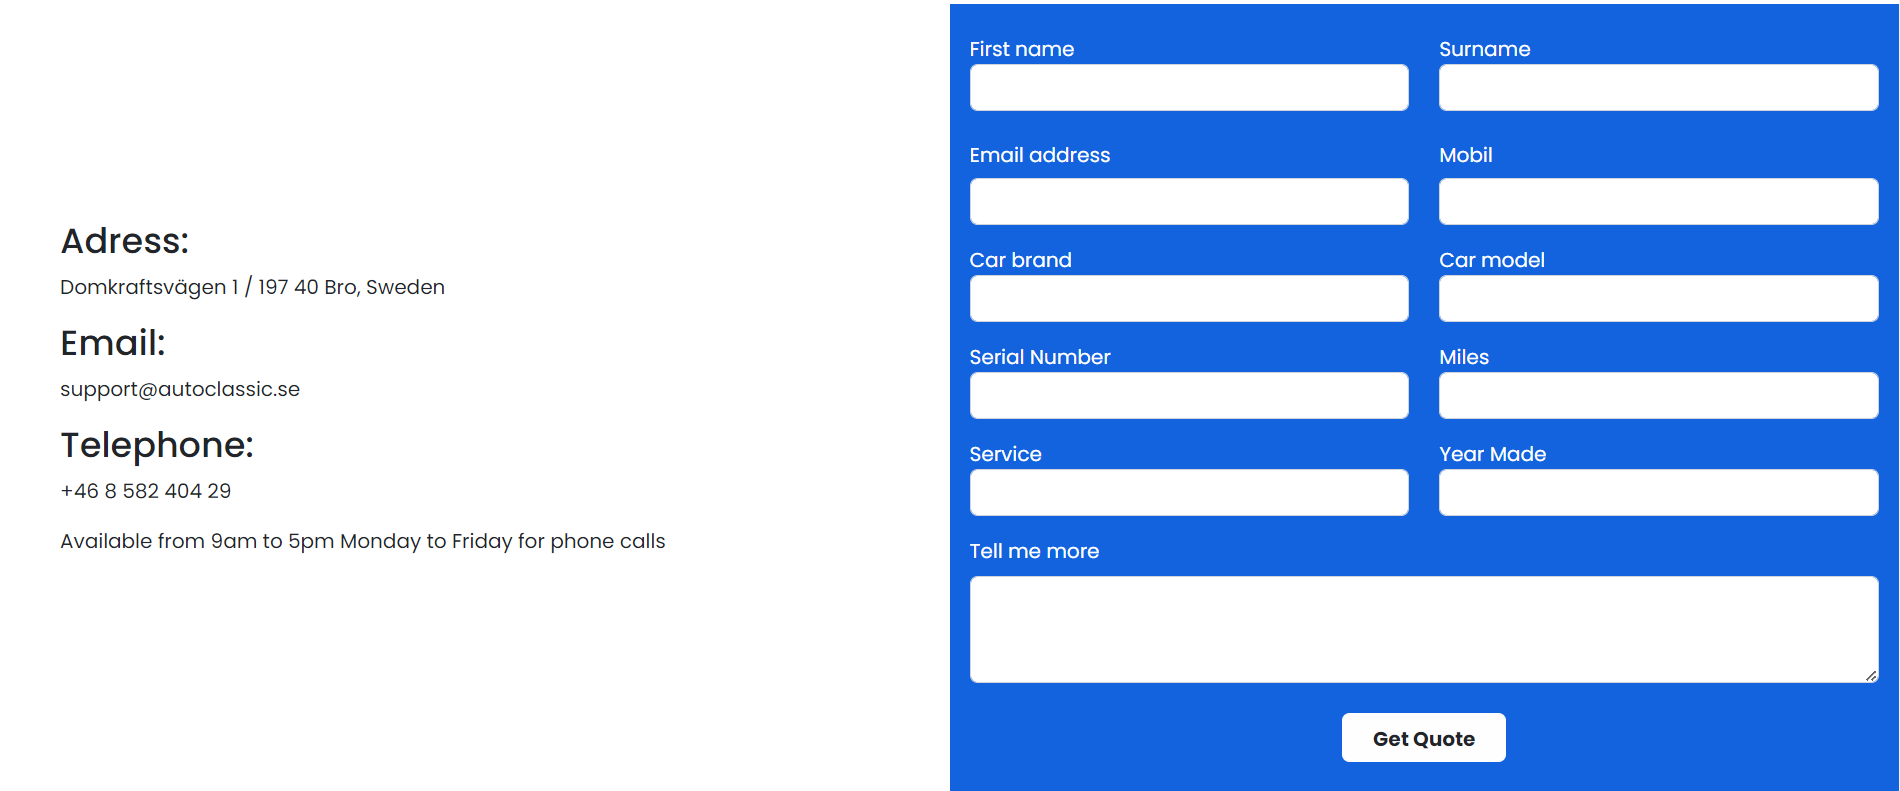 Adress:
Domkraftsvägen 1 / 197 40 Bro, Sweden
Email:
support@autoclassic.se
Telephone:
+46 8 582 404 29
Available from 9am to 5pm Monday to Friday for phone calls
First name
Surname
Email address
Mobil
Car brand
Car model
Serial Number
Miles
Service
Year Made
Tell me more
Get Quote